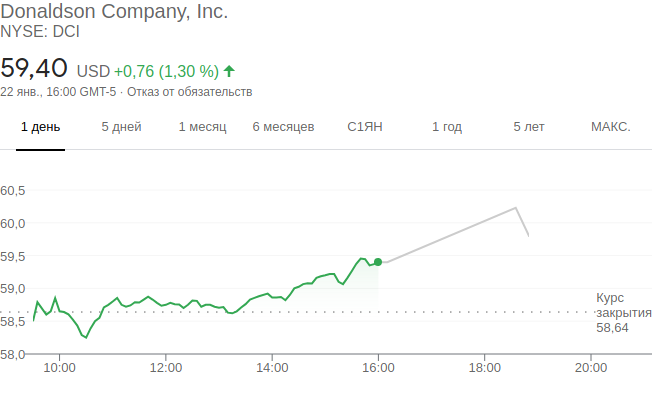 Donaldson Company, Inc.
NYSE: DCI
59,40 USD +0,76 (1,30 %)
22 янв., 16:00 GMT-5 · Отказ от обязательств
1 день 5 дней 1 месяц 6 месяцев С1ЯН 1 год 5 лет МАКС.
60,5
60,0
59,5
59,0
58,5
58,0
Курс
закрытия
58,64
10:00 12:00 14:00 16:00 18:00 20:00